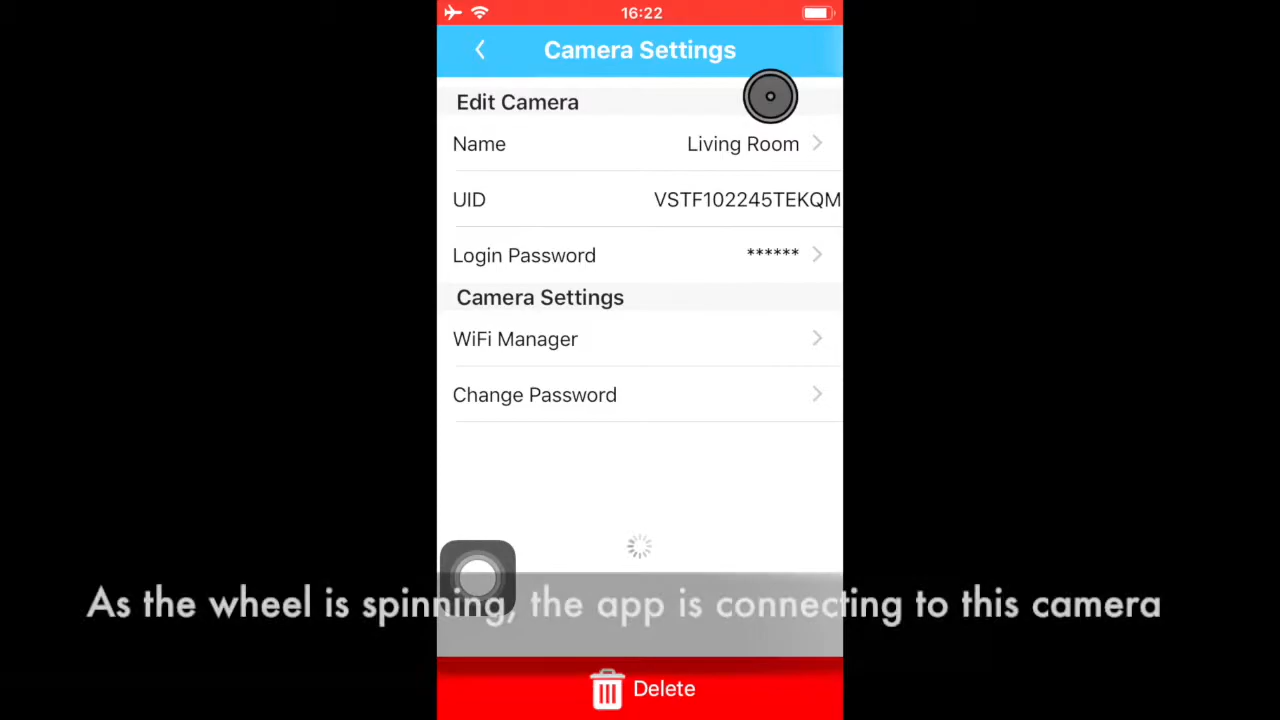 16:22
Camera Settings
Edit Camera
Name Living Room
UID VSTF102245TEKQM
Login Password ******
Camera Settings
WiFi Manager
Change Password
As the wheel is spinning, the app is connecting to this camera
Delete